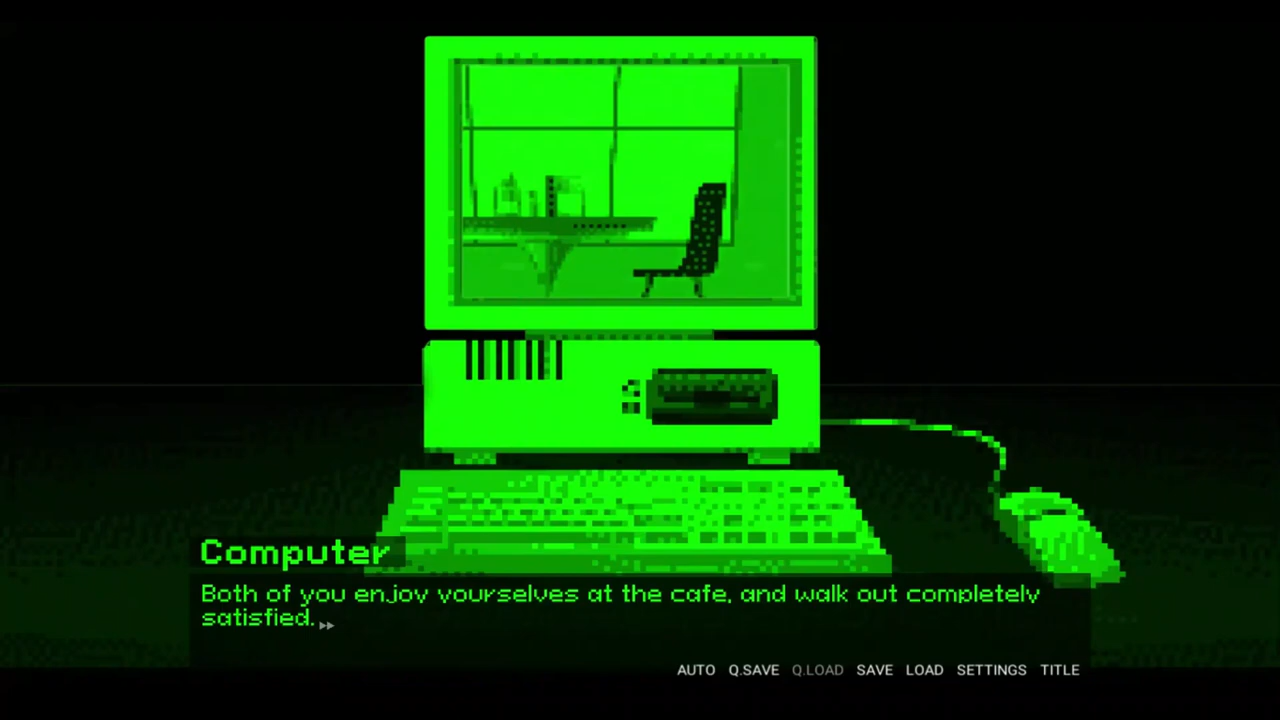 Computer
Both of you enjoy yourselves at the cafe, and walk out completely
satisfied.
AUTO Q.SAVE Q.LOAD SAVE LOAD SETTINGS TITLE